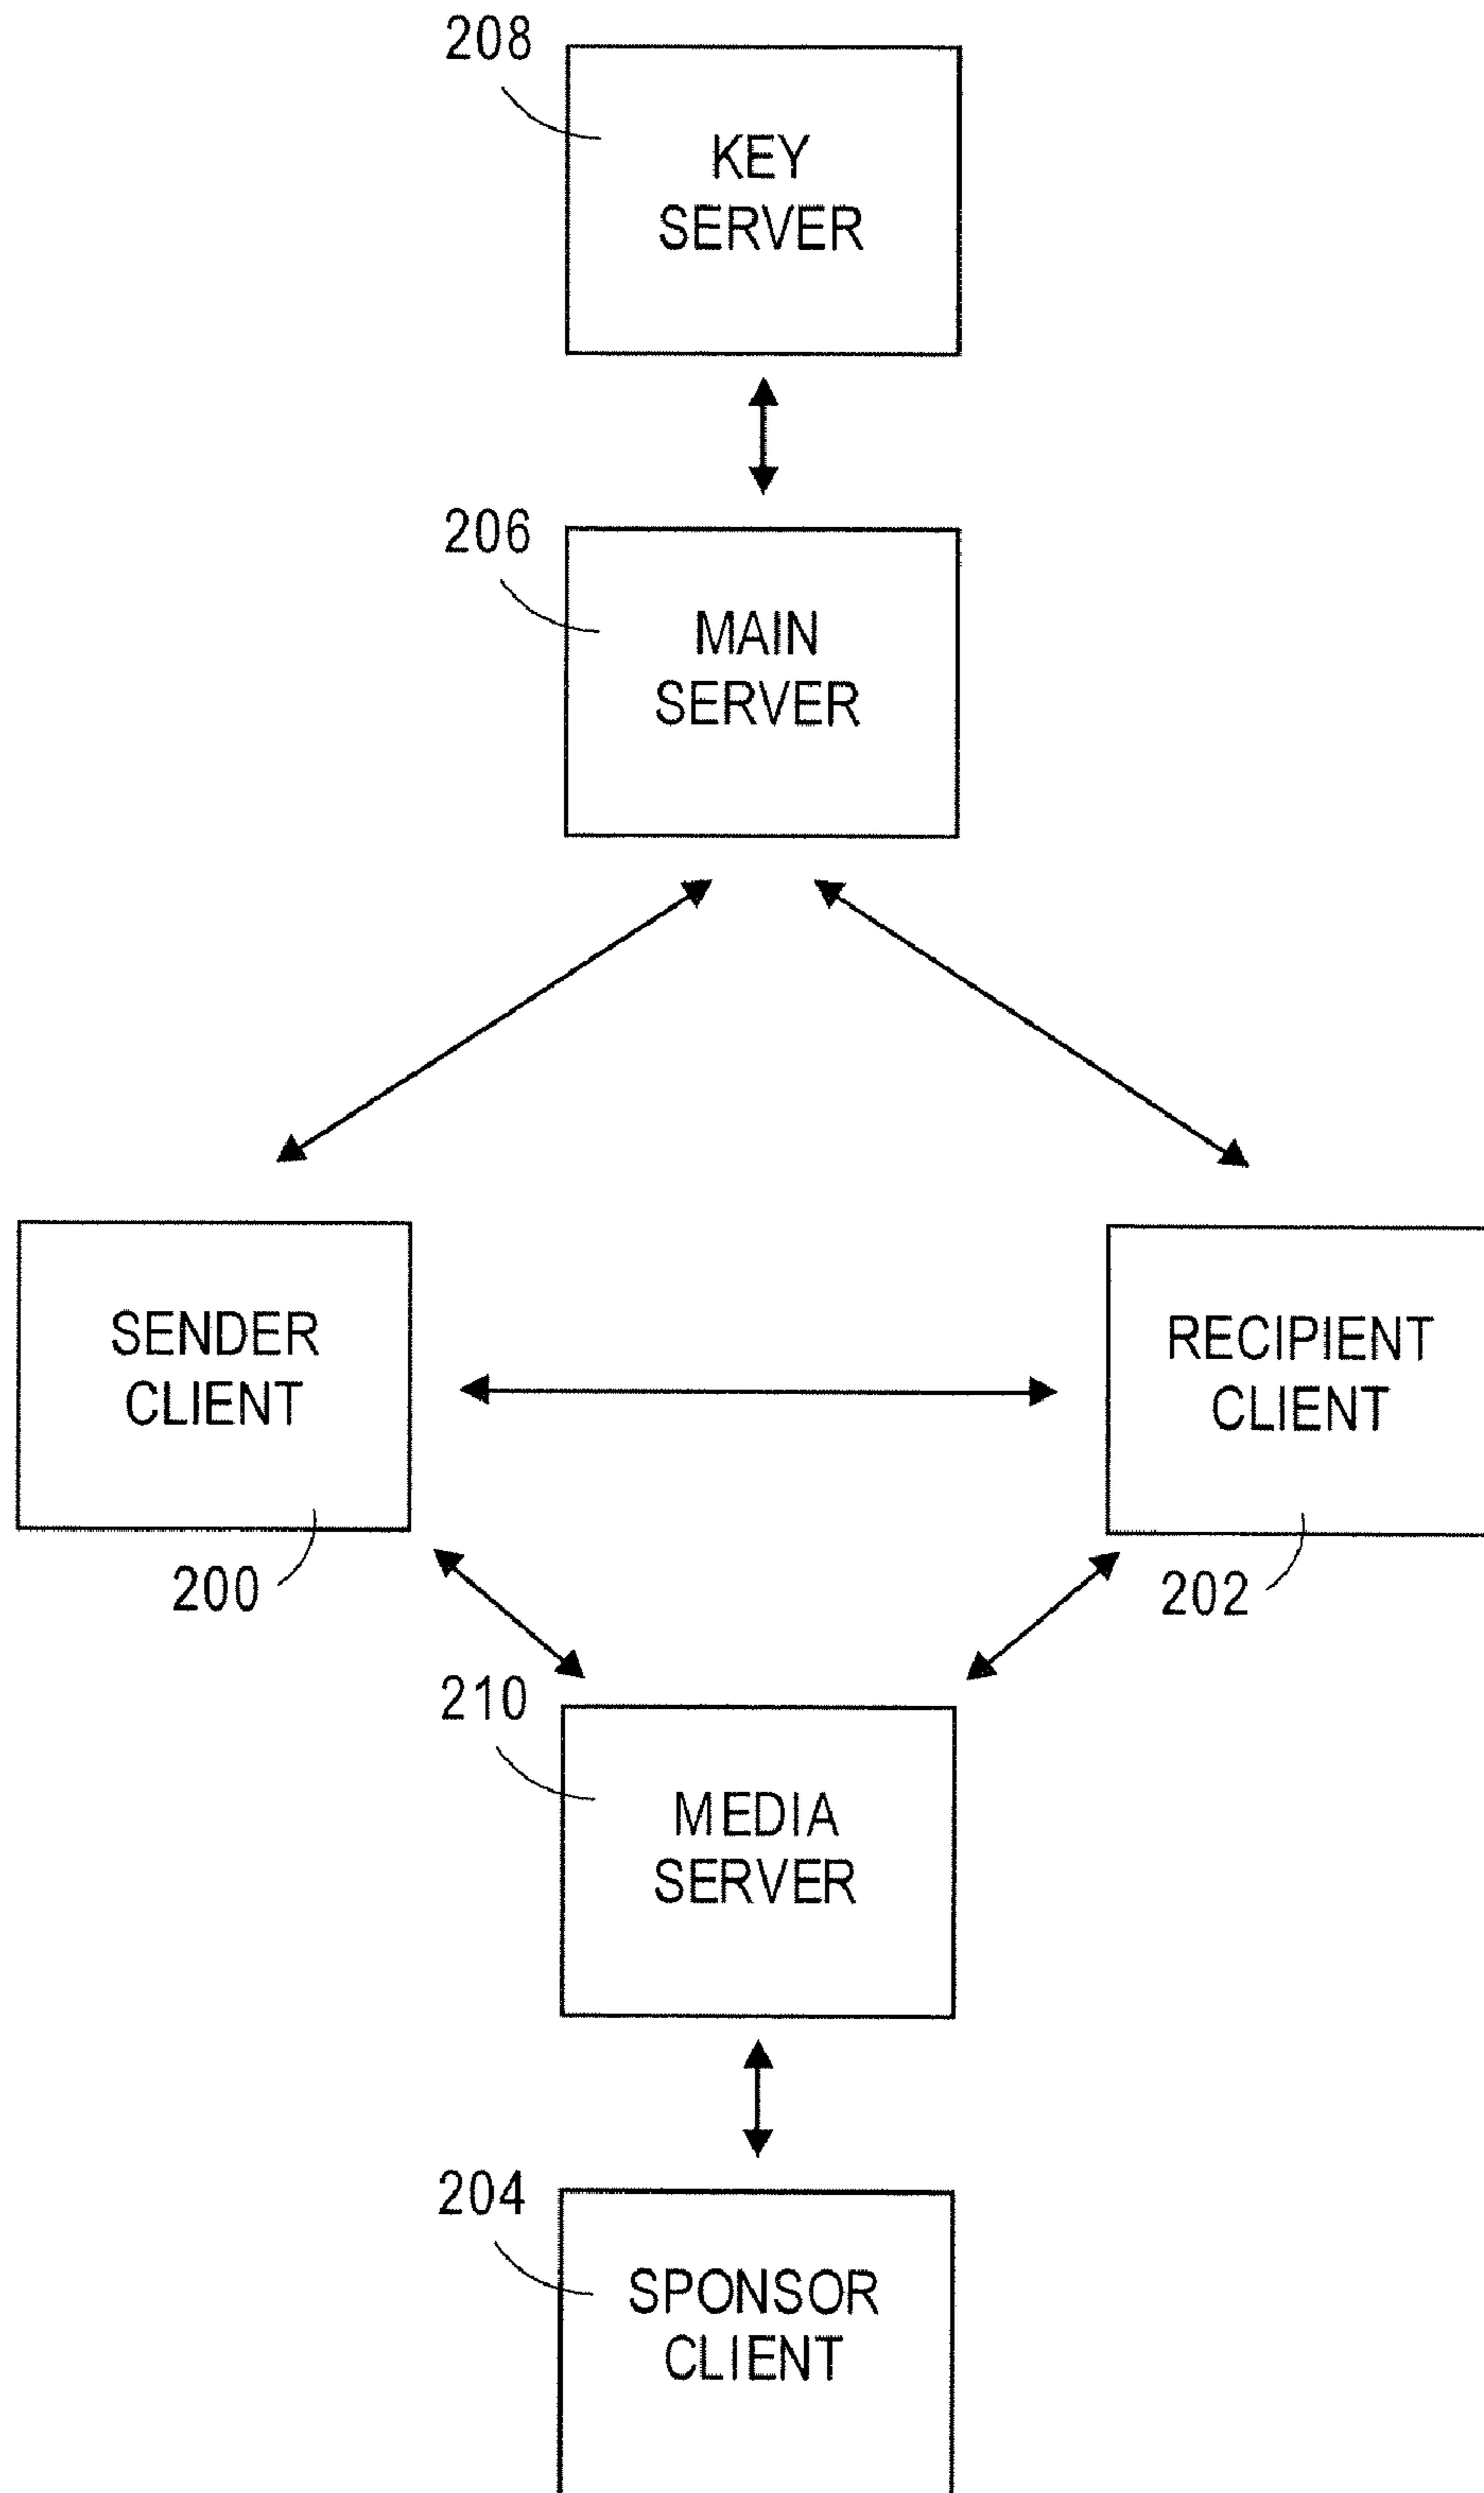 208
KEY
SERVER
206
MAIN
SERVER
SENDER
CLIENT
200
RECIPIENT
CLIENT
202
210
MEDIA
SERVER
204
SPONSOR
CLIENT